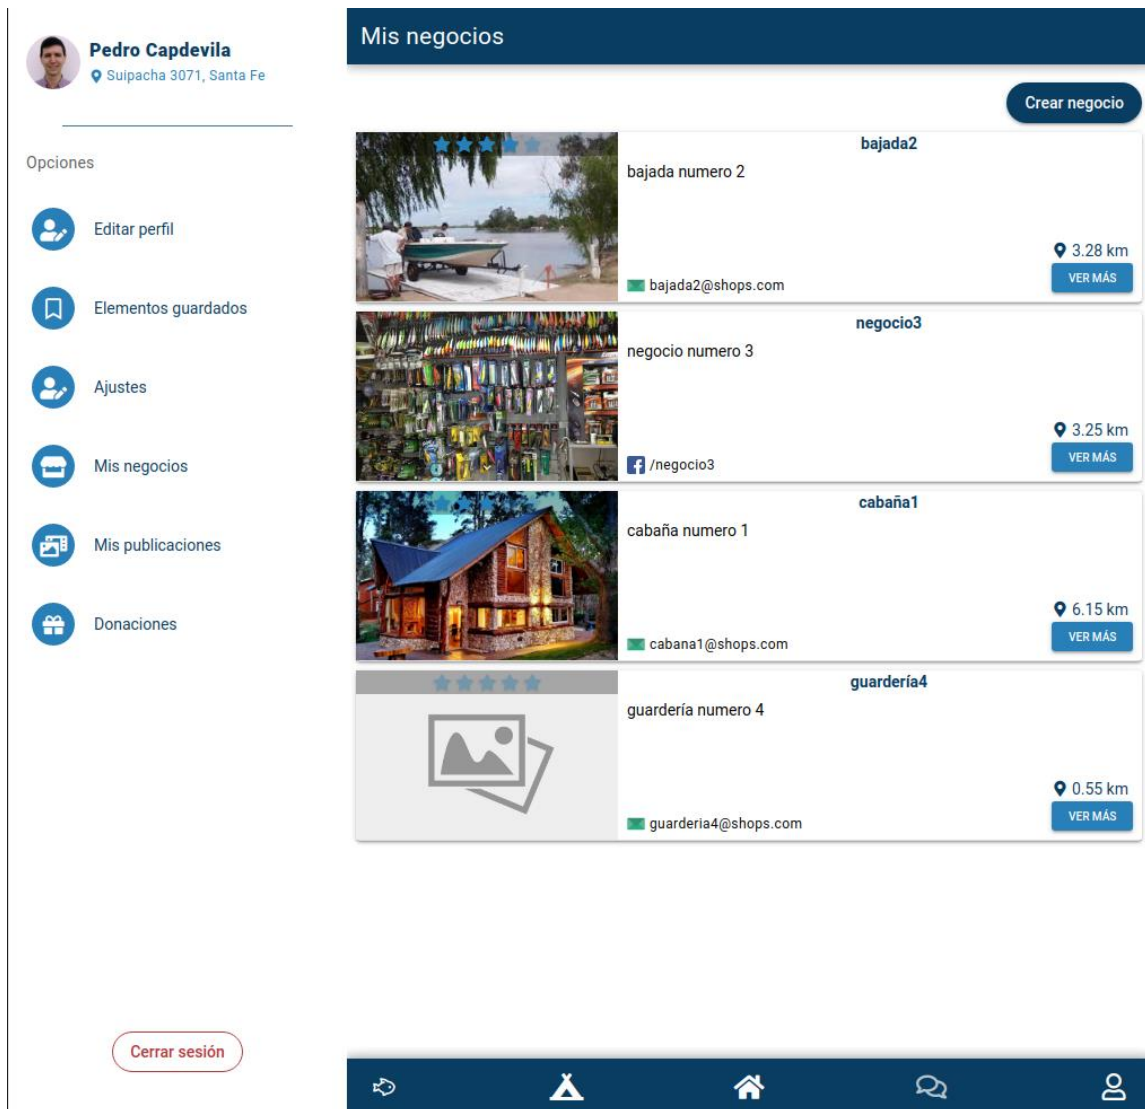 Pedro Capdevila
Suipacha 3071, Santa Fe
Opciones
Editar perfil
Elementos guardados
Ajustes
Mis negocios
Mis publicaciones
Donaciones
Cerrar sesión
Mis negocios
Crear negocio
bajada2
bajada numero 2
3.28 km
bajada2@shops.com
VER MÁS
negocio3
negocio numero 3
3.25 km
/negocio3
VER MÁS
cabaña1
cabaña numero 1
6.15 km
cabana1@shops.com
VER MÁS
guardería4
guardería numero 4
0.55 km
guarderia4@shops.com
VER MÁS